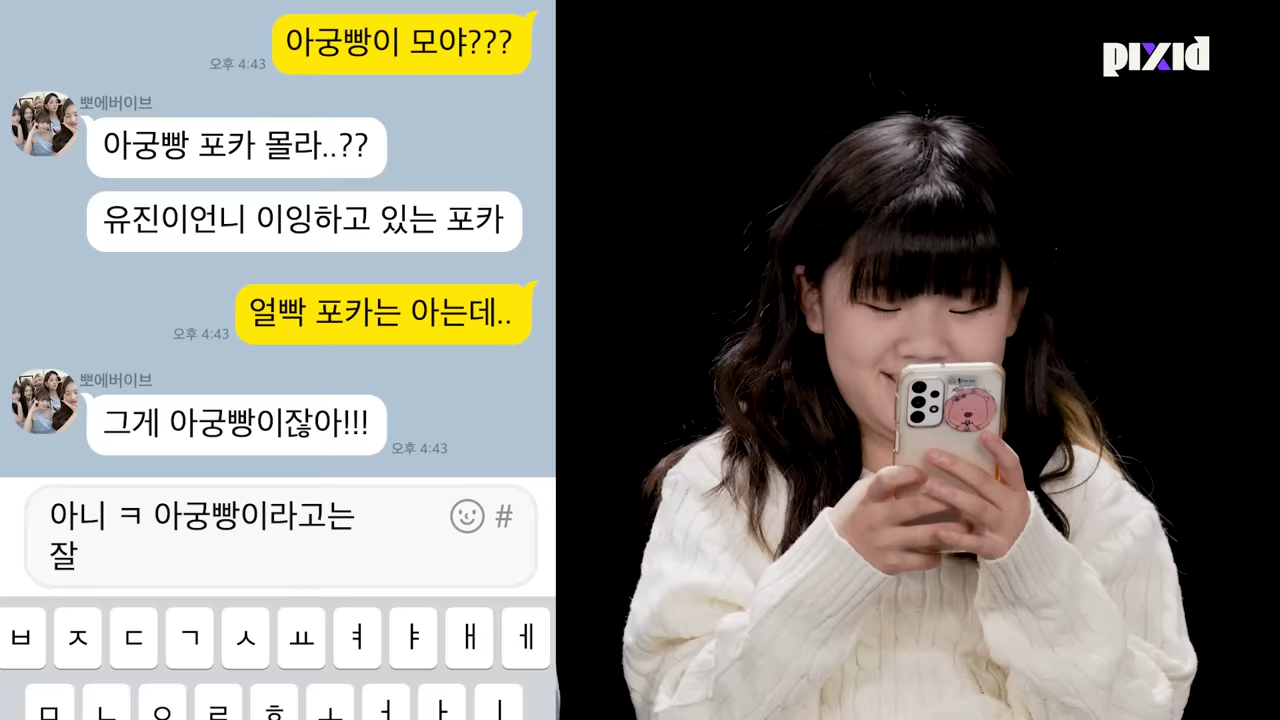 아궁빵이 모야???
오후 4:43
뽀에버이브
아궁빵 포카 몰라..??
유진이언니 이잉하고 있는 포카
얼빡 포카는 아는데..
오후 4:43
뽀에버이브
그게 아궁빵이잖아!!!
오후 4:43
아니 ㅋ 아궁빵이라고는
잘
#
ㅂ ㅈ ㄷ ㄱ ㅅ ㅛ ㅕ ㅑ ㅐ ㅔ
ㅁ ㄴ ㅇ ㄹ ㅎ ㅗ ㅓ ㅏ ㅣ
pixid